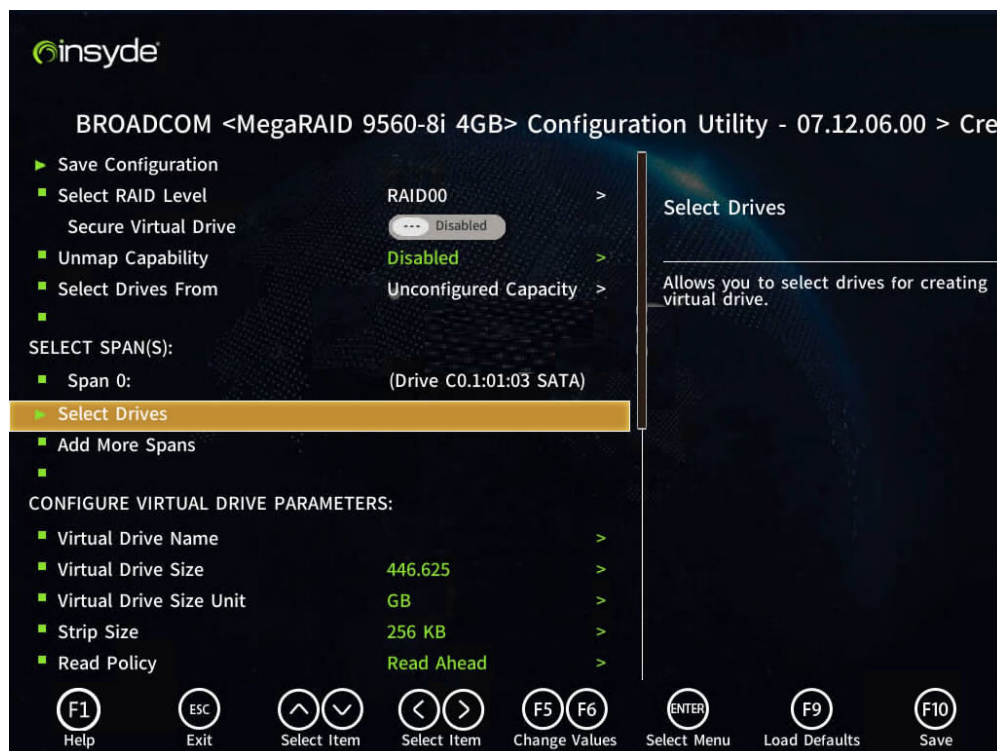 insyde
BROADCOM <MegaRAID 9560-8i 4GB> Configuration Utility - 07.12.06.00 > Cre
Save Configuration
Select RAID Level RAID00 >
Secure Virtual Drive --- Disabled
Unmap Capability Disabled >
Select Drives From Unconfigured Capacity >
SELECT SPAN(S):
Span 0: (Drive C0.1:01:03 SATA)
Select Drives
Add More Spans
CONFIGURE VIRTUAL DRIVE PARAMETERS:
Virtual Drive Name >
Virtual Drive Size 446.625 >
Virtual Drive Size Unit GB >
Strip Size 256 KB >
Read Policy Read Ahead >
Select Drives
Allows you to select drives for creating
virtual drive.
F1 ESC F5 F6 ENTER F9 F10
Help Exit Select Item Select Item Change Values Select Menu Load Defaults Save